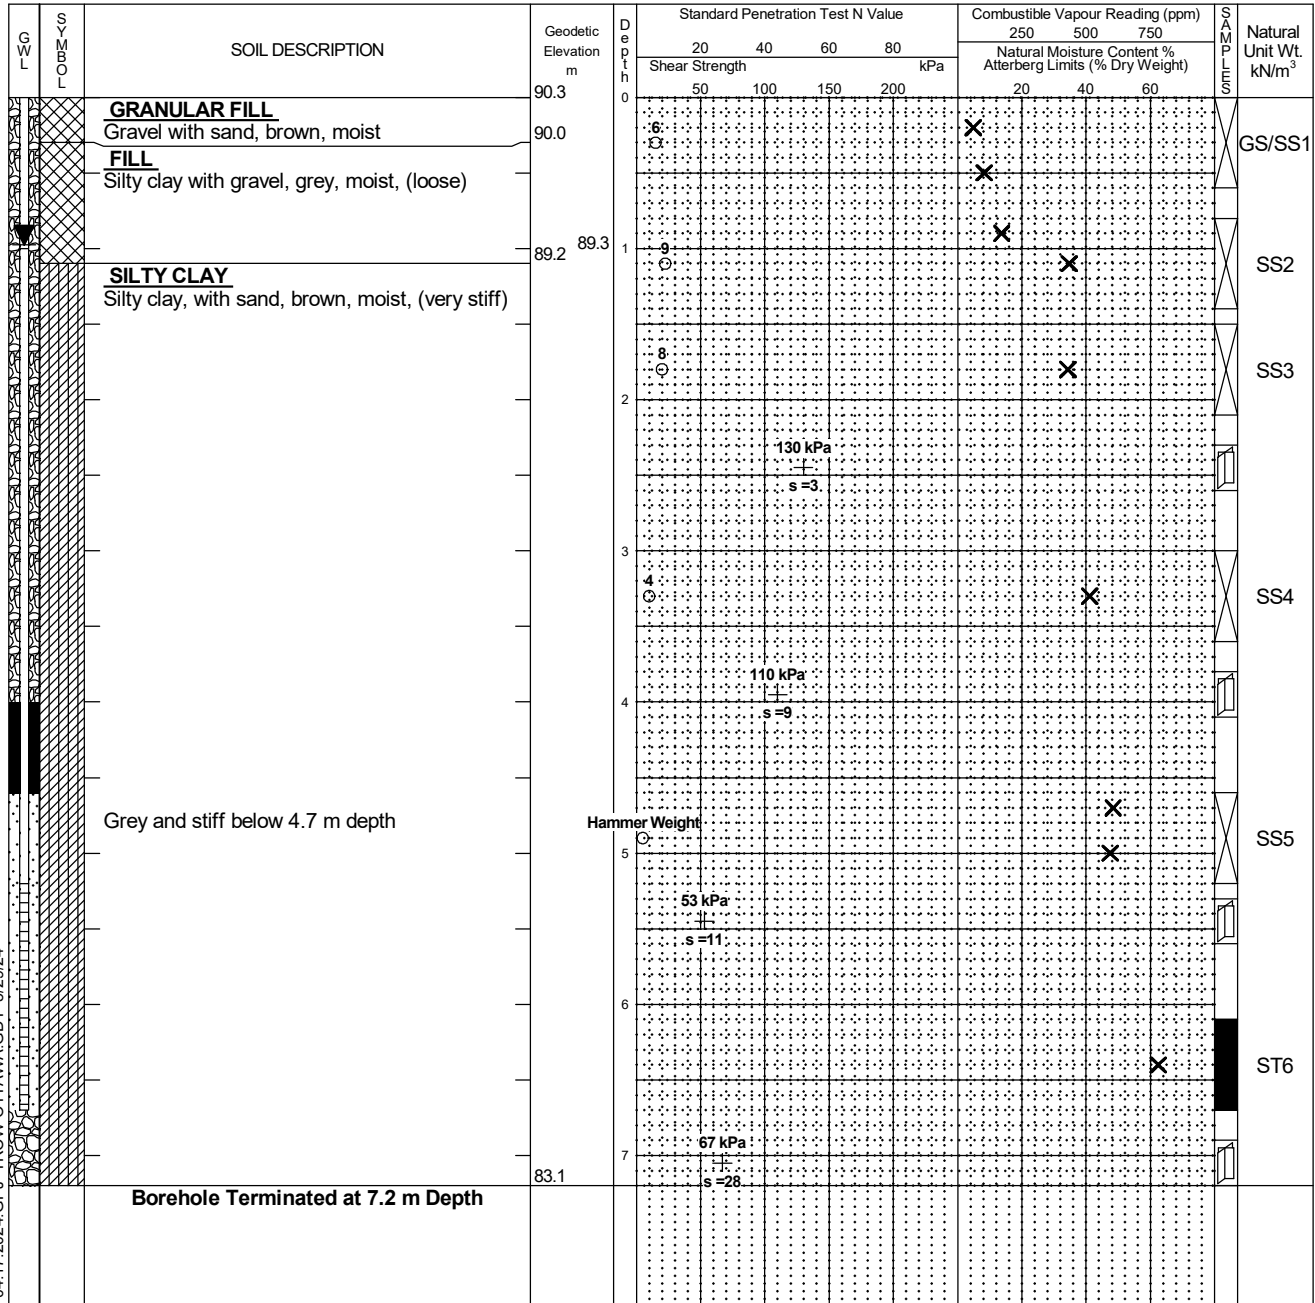 GWL
SYMBOL
SOIL DESCRIPTION
Geodetic
Elevation
m
Depth
Standard Penetration Test N Value
20 40 60 80
Shear Strength kPa
50 100 150 200
Combustible Vapour Reading (ppm)
250 500 750
Natural Moisture Content %
Atterberg Limits (% Dry Weight)
20 40 60
SAMPLES
Natural
Unit Wt.
kN/m³
90.3
0
GRANULAR FILL
Gravel with sand, brown, moist
90.0
6
GS/SS1
FILL
Silty clay with gravel, grey, moist, (loose)
89.3
89.2
1
9
SS2
SILTY CLAY
Silty clay, with sand, brown, moist, (very stiff)
8
SS3
2
130 kPa
s =3
3
4
SS4
110 kPa
s =9
4
Grey and stiff below 4.7 m depth
Hammer Weight
SS5
5
53 kPa
s =11
6
ST6
67 kPa
7
s =28
83.1
Borehole Terminated at 7.2 m Depth